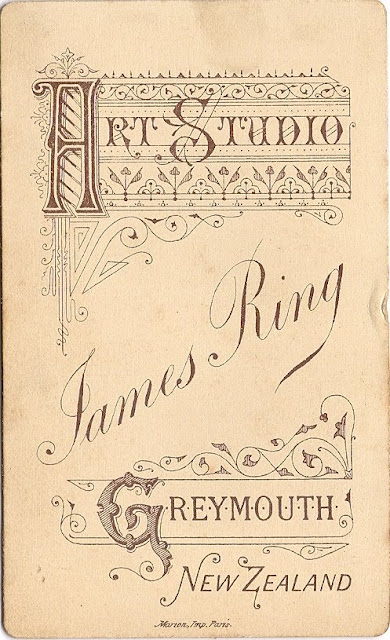 ART STUDIO
James Ring
GREYMOUTH
NEW ZEALAND
Marion, Imp. Paris.